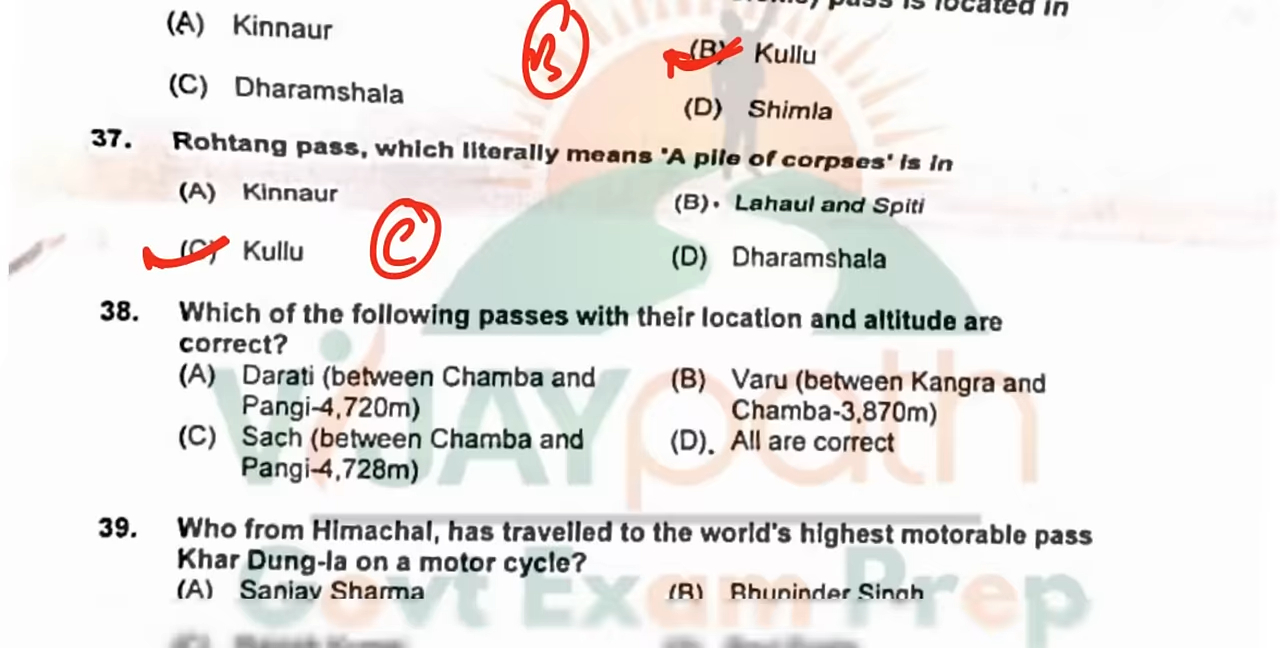 pass is located in
(A) Kinnaur
B
(B) Kullu
(C) Dharamshala
(D) Shimla
37. Rohtang pass, which literally means 'A pile of corpses' is in
(A) Kinnaur
(B). Lahaul and Spiti
(C) Kullu
C
(D) Dharamshala
38. Which of the following passes with their location and altitude are
correct?
(A) Darati (between Chamba and
Pangi-4,720m)
(B) Varu (between Kangra and
Chamba-3,870m)
(C) Sach (between Chamba and
Pangi-4,728m)
(D). All are correct
39. Who from Himachal, has travelled to the world's highest motorable pass
Khar Dung-la on a motor cycle?
(A) Sanjay Sharma
(B) Bhupinder Singh
ViJAYpath
Govt Exam Prep